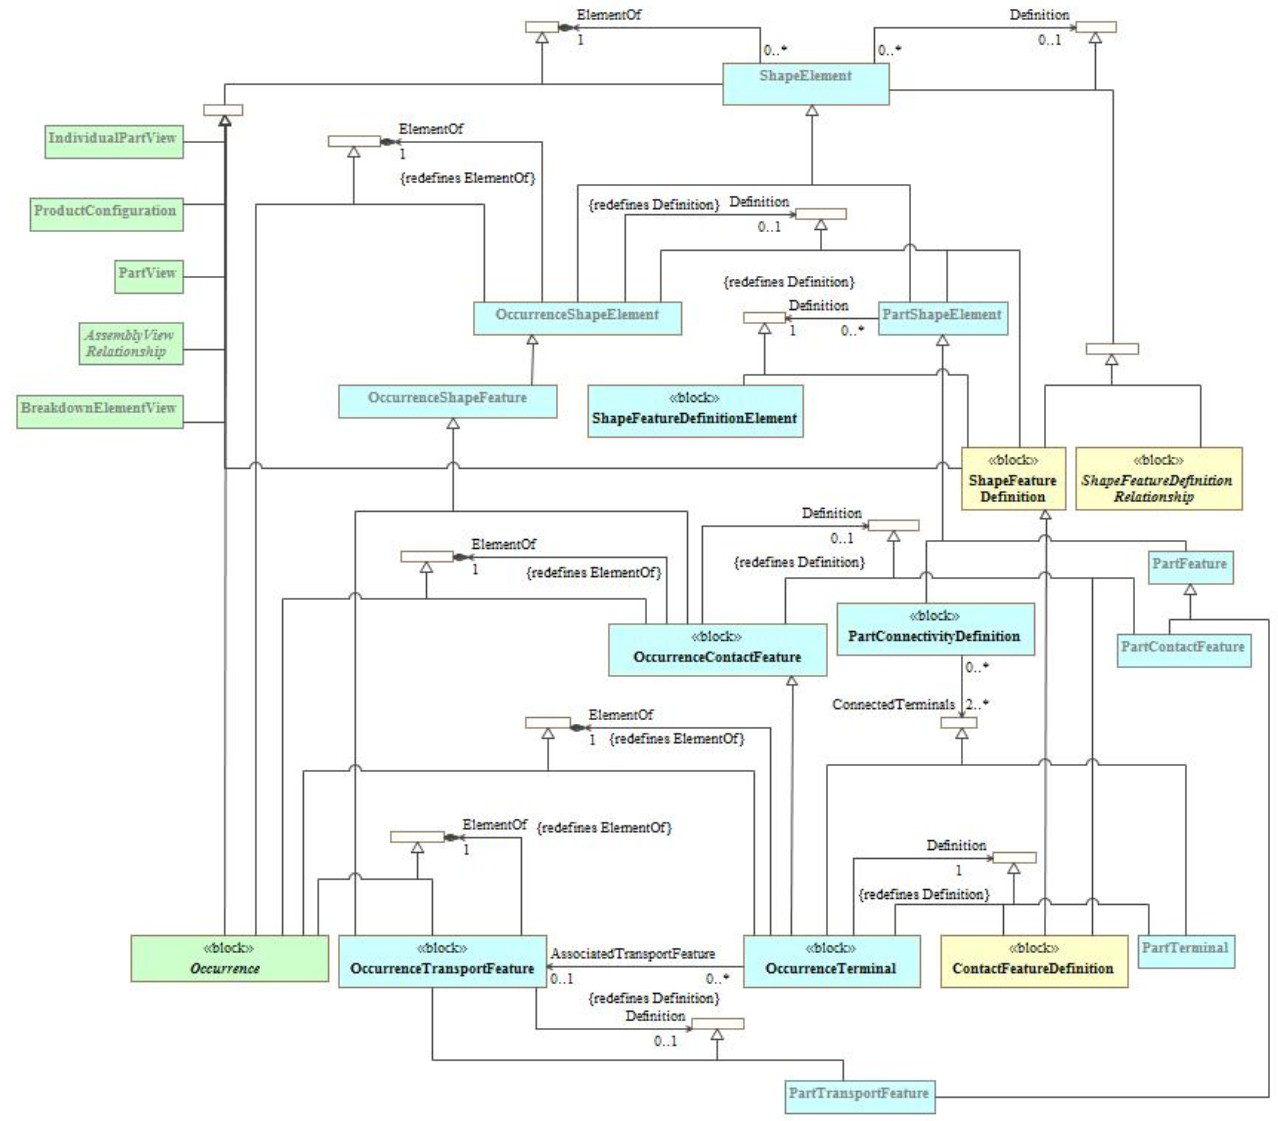 ElementOf
1
0..*
Definition
0..*
0..1
ShapeElement
IndividualPartView
ElementOf
1
{redefines ElementOf}
ProductConfiguration
{redefines Definition}
Definition
0..1
PartView
{redefines Definition}
Definition
1
0..*
OccurrenceShapeElement
PartShapeElement
AssemblyView
Relationship
OccurrenceShapeFeature
«block»
ShapeFeatureDefinitionElement
BreakdownElementView
«block»
ShapeFeature
Definition
«block»
ShapeFeatureDefinition
Relationship
Definition
0..1
{redefines Definition}
ElementOf
1
{redefines ElementOf}
PartFeature
«block»
OccurrenceContactFeature
«block»
PartConnectivityDefinition
PartContactFeature
0..*
ConnectedTerminals
2..*
ElementOf
1
{redefines ElementOf}
ElementOf
{redefines ElementOf}
1
Definition
1
{redefines Definition}
«block»
Occurrence
«block»
OccurrenceTransportFeature
AssociatedTransportFeature
0..1
0..*
«block»
OccurrenceTerminal
«block»
ContactFeatureDefinition
PartTerminal
{redefines Definition}
Definition
0..1
PartTransportFeature